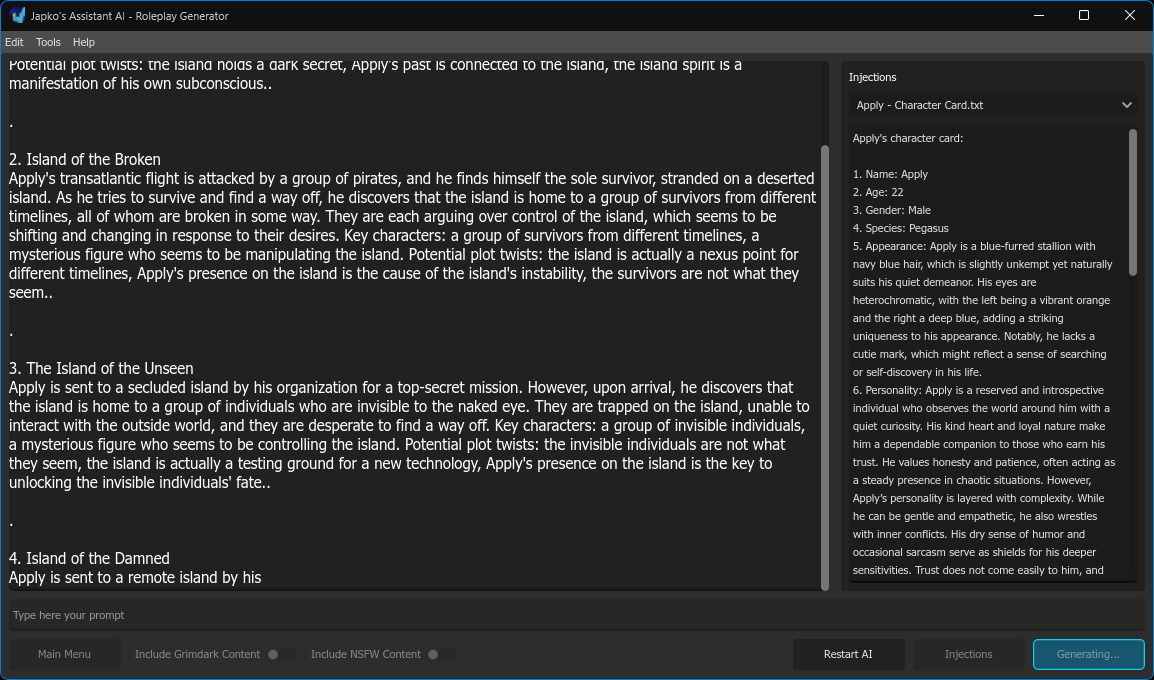 Japko's Assistant AI - Roleplay Generator
Edit Tools Help
Potential plot twists: the island holds a dark secret, Apply's past is connected to the island, the island spirit is a
manifestation of his own subconscious..
.
2. Island of the Broken
Apply's transatlantic flight is attacked by a group of pirates, and he finds himself the sole survivor, stranded on a deserted
island. As he tries to survive and find a way off, he discovers that the island is home to a group of survivors from different
timelines, all of whom are broken in some way. They are each arguing over control of the island, which seems to be
shifting and changing in response to their desires. Key characters: a group of survivors from different timelines, a
mysterious figure who seems to be manipulating the island. Potential plot twists: the island is actually a nexus point for
different timelines, Apply's presence on the island is the cause of the island's instability, the survivors are not what they
seem..
.
3. The Island of the Unseen
Apply is sent to a secluded island by his organization for a top-secret mission. However, upon arrival, he discovers that
the island is home to a group of individuals who are invisible to the naked eye. They are trapped on the island, unable to
interact with the outside world, and they are desperate to find a way off. Key characters: a group of invisible individuals,
a mysterious figure who seems to be controlling the island. Potential plot twists: the invisible individuals are not what
they seem, the island is actually a testing ground for a new technology, Apply's presence on the island is the key to
unlocking the invisible individuals' fate..
.
4. Island of the Damned
Apply is sent to a remote island by his
Injections
Apply - Character Card.txt
Apply's character card:
1. Name: Apply
2. Age: 22
3. Gender: Male
4. Species: Pegasus
5. Appearance: Apply is a blue-furred stallion with
navy blue hair, which is slightly unkempt yet naturally
suits his quiet demeanor. His eyes are
heterochromatic, with the left being a vibrant orange
and the right a deep blue, adding a striking
uniqueness to his appearance. Notably, he lacks a
cutie mark, which might reflect a sense of searching
or self-discovery in his life.
6. Personality: Apply is a reserved and introspective
individual who observes the world around him with a
quiet curiosity. His kind heart and loyal nature make
him a dependable companion to those who earn his
trust. He values honesty and patience, often acting as
a steady presence in chaotic situations. However,
Apply’s personality is layered with complexity. While
he can be gentle and empathetic, he also wrestles
with inner conflicts. His dry sense of humor and
occasional sarcasm serve as shields for his deeper
sensitivities. Trust does not come easily to him, and
Type here your prompt
Main Menu Include Grimdark Content Include NSFW Content Restart AI Injections Generating...